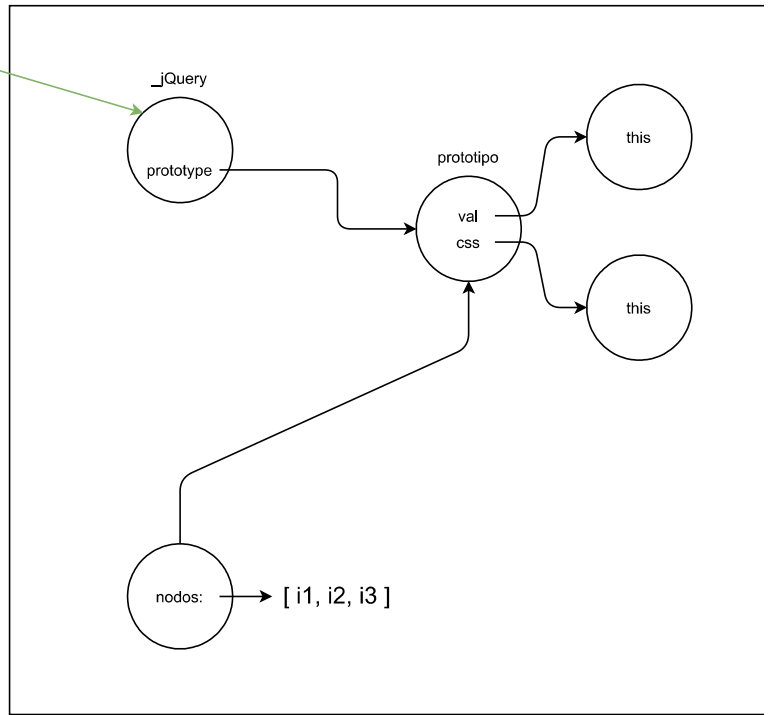 _jQuery
prototype
prototipo
val
css
this
this
nodos:
[ i1, i2, i3 ]